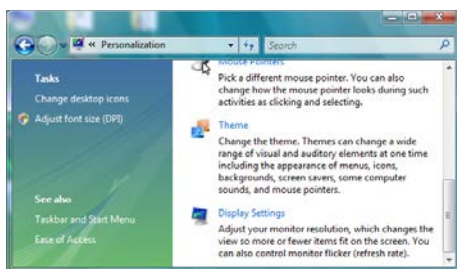 Personalization
Search
Tasks
Change desktop icons
Adjust font size (DPI)
See also
Taskbar and Start Menu
Ease of Access
Mouse Pointers
Pick a different mouse pointer. You can also
change how the mouse pointer looks during such
activities as clicking and selecting.
Theme
Change the theme. Themes can change a wide
range of visual and auditory elements at one time
including the appearance of menus, icons,
backgrounds, screen savers, some computer
sounds, and mouse pointers.
Display Settings
Adjust your monitor resolution, which changes the
view so more or fewer items fit on the screen. You
can also control monitor flicker (refresh rate).